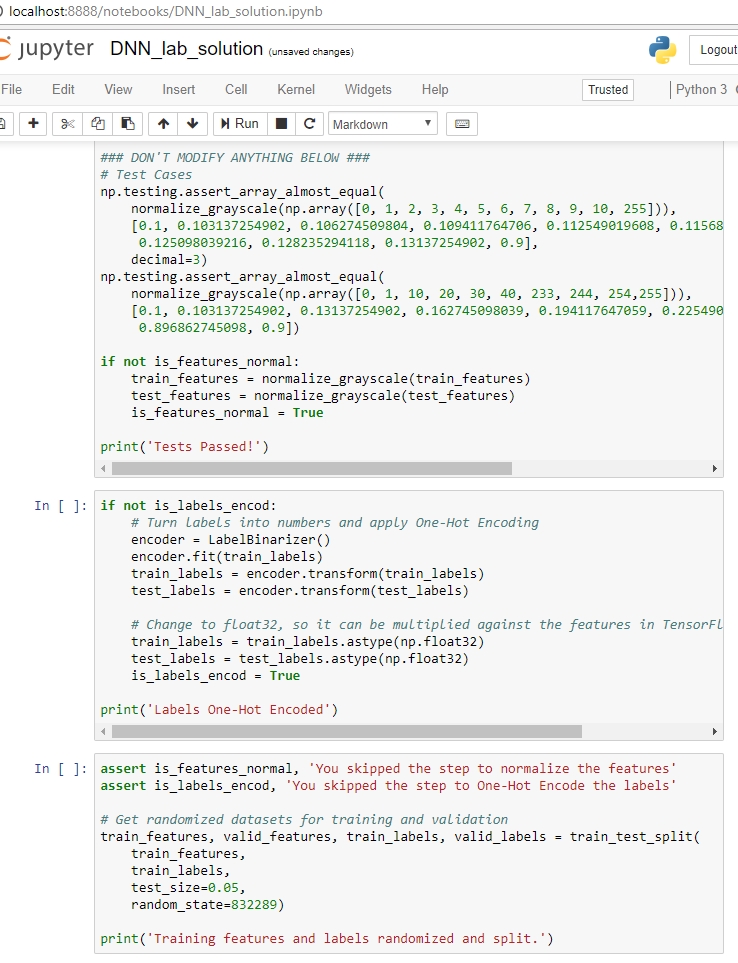 localhost:8888/notebooks/DNN_lab_solution.ipynb
jupyter DNN_lab_solution (unsaved changes)
Logout
File Edit View Insert Cell Kernel Widgets Help Trusted Python 3
Run Markdown
### DON'T MODIFY ANYTHING BELOW ###
# Test Cases
np.testing.assert_array_almost_equal(
    normalize_grayscale(np.array([0, 1, 2, 3, 4, 5, 6, 7, 8, 9, 10, 255])),
    [0.1, 0.103137254902, 0.106274509804, 0.109411764706, 0.112549019608, 0.11568
     0.125098039216, 0.128235294118, 0.13137254902, 0.9],
    decimal=3)
np.testing.assert_array_almost_equal(
    normalize_grayscale(np.array([0, 1, 10, 20, 30, 40, 233, 244, 254,255])),
    [0.1, 0.103137254902, 0.13137254902, 0.162745098039, 0.194117647059, 0.225490
     0.896862745098, 0.9])
if not is_features_normal:
    train_features = normalize_grayscale(train_features)
    test_features = normalize_grayscale(test_features)
    is_features_normal = True
print('Tests Passed!')
In [ ]: if not is_labels_encod:
    # Turn labels into numbers and apply One-Hot Encoding
    encoder = LabelBinarizer()
    encoder.fit(train_labels)
    train_labels = encoder.transform(train_labels)
    test_labels = encoder.transform(test_labels)
    # Change to float32, so it can be multiplied against the features in TensorFl
    train_labels = train_labels.astype(np.float32)
    test_labels = test_labels.astype(np.float32)
    is_labels_encod = True
print('Labels One-Hot Encoded')
In [ ]: assert is_features_normal, 'You skipped the step to normalize the features'
assert is_labels_encod, 'You skipped the step to One-Hot Encode the labels'
# Get randomized datasets for training and validation
train_features, valid_features, train_labels, valid_labels = train_test_split(
    train_features,
    train_labels,
    test_size=0.05,
    random_state=832289)
print('Training features and labels randomized and split.')